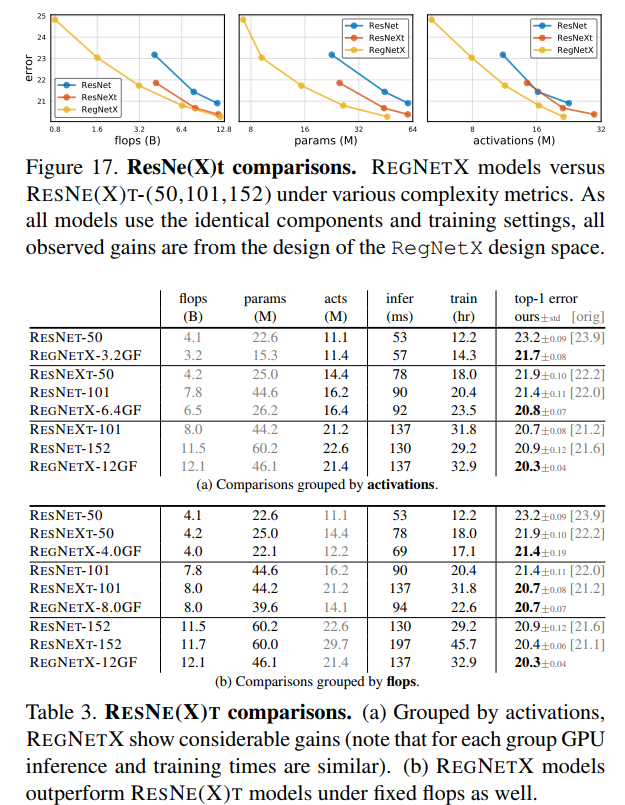 25
24
23
22
21
error
ResNet
ResNeXt
RegNetX
0.8 1.6 3.2 6.4 12.8
flops (B)
ResNet
ResNeXt
RegNetX
8 16 32 64
params (M)
ResNet
ResNeXt
RegNetX
8 16 32
activations (M)
Figure 17. ResNe(X)t comparisons. REGNETX models versus
RESNE(X)T-(50,101,152) under various complexity metrics. As
all models use the identical components and training settings, all
observed gains are from the design of the RegNetX design space.
flops params acts infer train top-1 error
(B) (M) (M) (ms) (hr) ours±std [orig]
RESNET-50 4.1 22.6 11.1 53 12.2 23.2±0.09 [23.9]
REGNETX-3.2GF 3.2 15.3 11.4 57 14.3 21.7±0.08
RESNEXT-50 4.2 25.0 14.4 78 18.0 21.9±0.10 [22.2]
RESNET-101 7.8 44.6 16.2 90 20.4 21.4±0.11 [22.0]
REGNETX-6.4GF 6.5 26.2 16.4 92 23.5 20.8±0.07
RESNEXT-101 8.0 44.2 21.2 137 31.8 20.7±0.08 [21.2]
RESNET-152 11.5 60.2 22.6 130 29.2 20.9±0.12 [21.6]
REGNETX-12GF 12.1 46.1 21.4 137 32.9 20.3±0.04
(a) Comparisons grouped by activations.
RESNET-50 4.1 22.6 11.1 53 12.2 23.2±0.09 [23.9]
RESNEXT-50 4.2 25.0 14.4 78 18.0 21.9±0.10 [22.2]
REGNETX-4.0GF 4.0 22.1 12.2 69 17.1 21.4±0.19
RESNET-101 7.8 44.6 16.2 90 20.4 21.4±0.11 [22.0]
RESNEXT-101 8.0 44.2 21.2 137 31.8 20.7±0.08 [21.2]
REGNETX-8.0GF 8.0 39.6 14.1 94 22.6 20.7±0.07
RESNET-152 11.5 60.2 22.6 130 29.2 20.9±0.12 [21.6]
RESNEXT-152 11.7 60.0 29.7 197 45.7 20.4±0.06 [21.1]
REGNETX-12GF 12.1 46.1 21.4 137 32.9 20.3±0.04
(b) Comparisons grouped by flops.
Table 3. RESNE(X)T comparisons. (a) Grouped by activations,
REGNETX show considerable gains (note that for each group GPU
inference and training times are similar). (b) REGNETX models
outperform RESNE(X)T models under fixed flops as well.